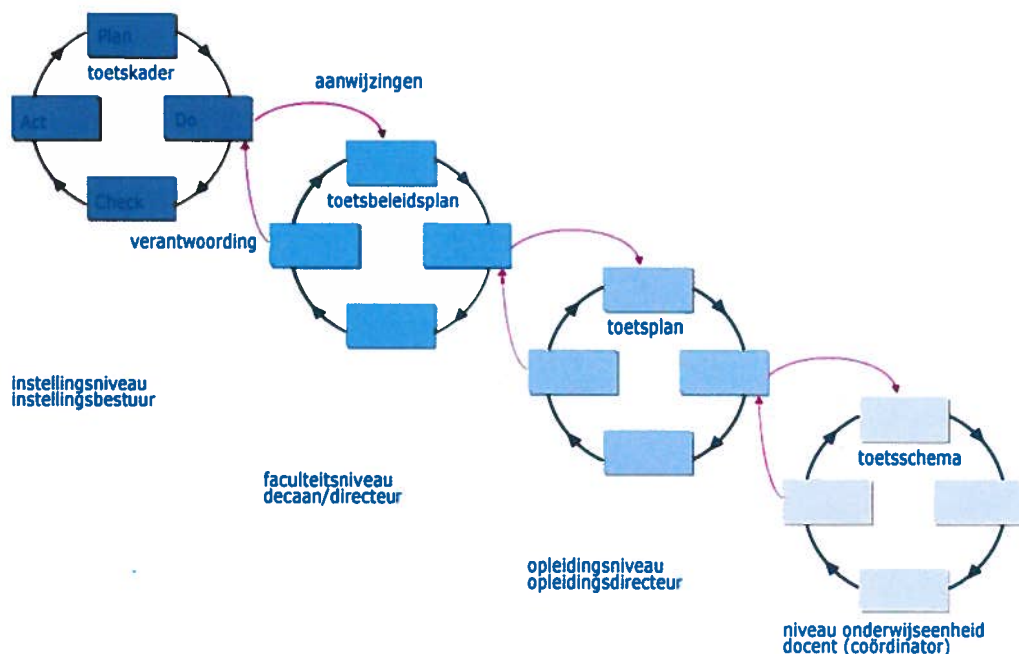 Plan
toetskader
Act
Do
Check
aanwijzingen
verantwoording
toetsbeleidsplan
toetsplan
toetsschema
instellingsniveau
instellingsbestuur
faculteitsniveau
decaan/directeur
opleidingsniveau
opleidingsdirecteur
niveau onderwijseenheid
docent (coördinator)